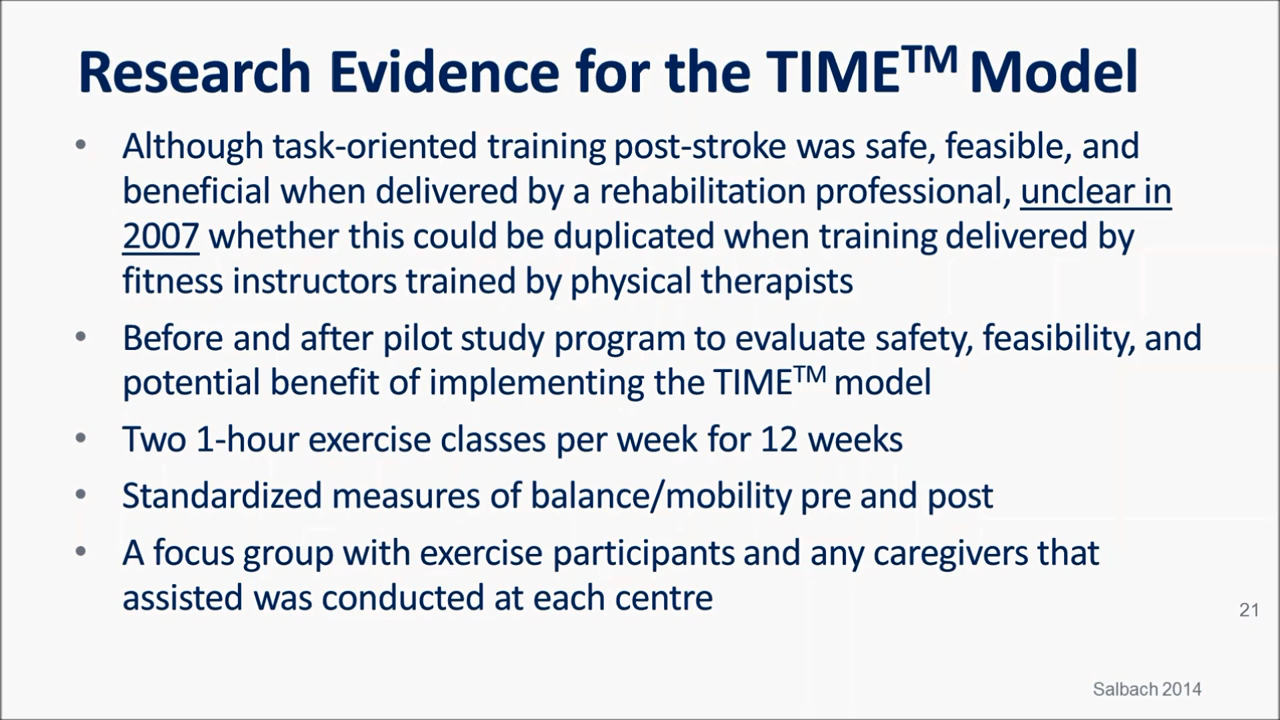 Research Evidence for the TIME™ Model
• Although task-oriented training post-stroke was safe, feasible, and
beneficial when delivered by a rehabilitation professional, unclear in
2007 whether this could be duplicated when training delivered by
fitness instructors trained by physical therapists
• Before and after pilot study program to evaluate safety, feasibility, and
potential benefit of implementing the TIME™ model
• Two 1-hour exercise classes per week for 12 weeks
• Standardized measures of balance/mobility pre and post
• A focus group with exercise participants and any caregivers that
assisted was conducted at each centre
21
Salbach 2014